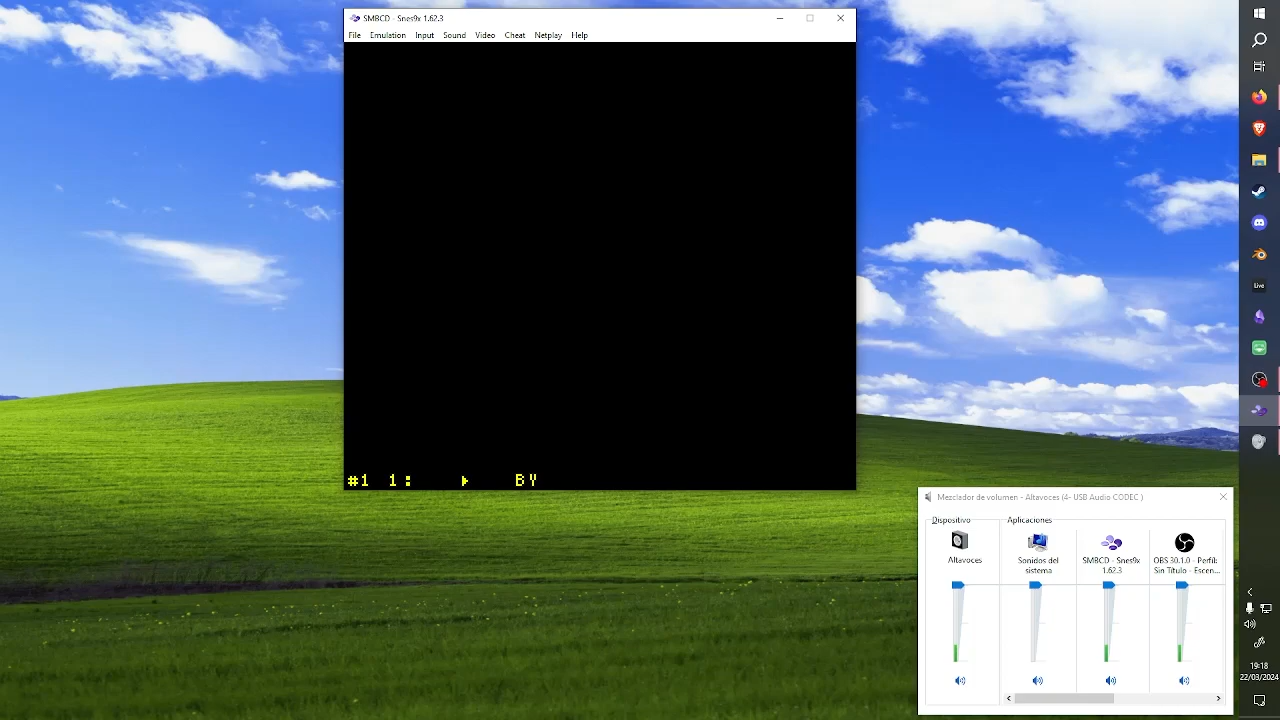 SMBCD - Snes9x 1.62.3
File Emulation Input Sound Video Cheat Netplay Help
#1 1: BY
Mezclador de volumen - Altavoces (4- USB Audio CODEC )
Dispositivo
Aplicaciones
Altavoces
Sonidos del
sistema
SMBCD - Snes9x
1.62.3
OBS 30.1.0 - Perfil:
Sin Título - Escen...
Live
19:18
22/03/2024